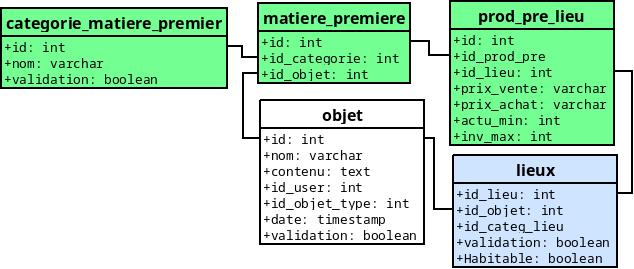 categorie_matiere_premier
+id: int
+nom: varchar
+validation: boolean
matiere_premiere
+id: int
+id_categorie: int
+id_objet: int
prod_pre_lieu
+id: int
+id_prod_pre
+id_lieu: int
+prix_vente: varchar
+prix_achat: varchar
+actu_min: int
+inv_max: int
objet
+id: int
+nom: varchar
+contenu: text
+id_user: int
+id_objet_type: int
+date: timestamp
+validation: boolean
lieux
+id_lieu: int
+id_objet: int
+id_categ_lieu
+validation: boolean
+Habitable: boolean